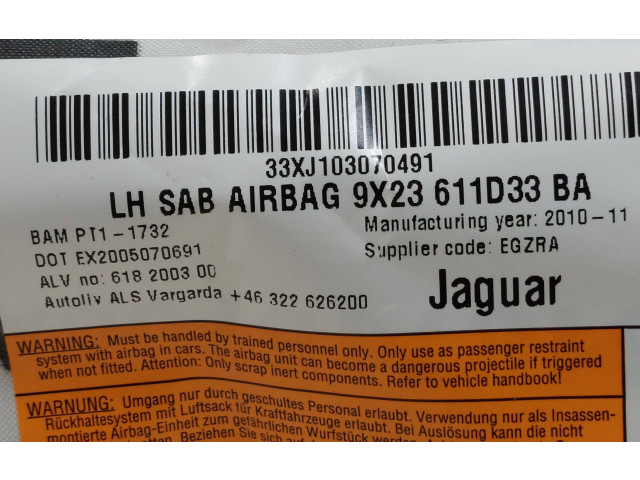 33XJ103070491
LH SAB AIRBAG 9X23 611D33 BA
BAM PT1-1732
Manufacturing year: 2010-11
DOT EX2005070691
Supplier code: EGZRA
ALV no: 618 2003 00
Autoliv ALS Vargarda +46 322 626200
Jaguar
WARNING: Must be handled by trained personnel only. Only use as passenger restraint
system with airbag in cars. The airbag unit can become a dangerous projectile if triggered
when not fitted. Attention: Only scrap inert components. Refer to vehicle handbook!
WARNUNG: Umgang nur durch geschultes Personal erlaubt. Verwendung nur als Insassen-
Rückhaltesystem mit Luftsack für Kraftfahrzeuge erlaubt. Bei Auslösung kann die nicht
montierte Airbag-Einheit zum gefährlichen Wurfstück werden.